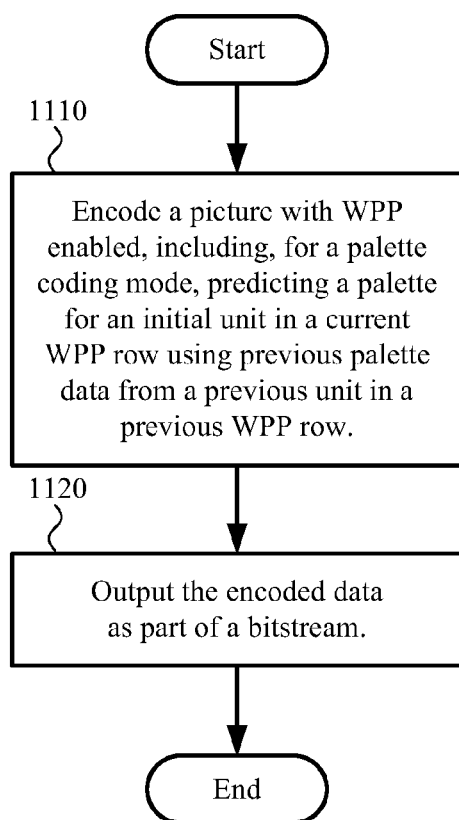 Start
1110
Encode a picture with WPP
enabled, including, for a palette
coding mode, predicting a palette
for an initial unit in a current
WPP row using previous palette
data from a previous unit in a
previous WPP row.
1120
Output the encoded data
as part of a bitstream.
End